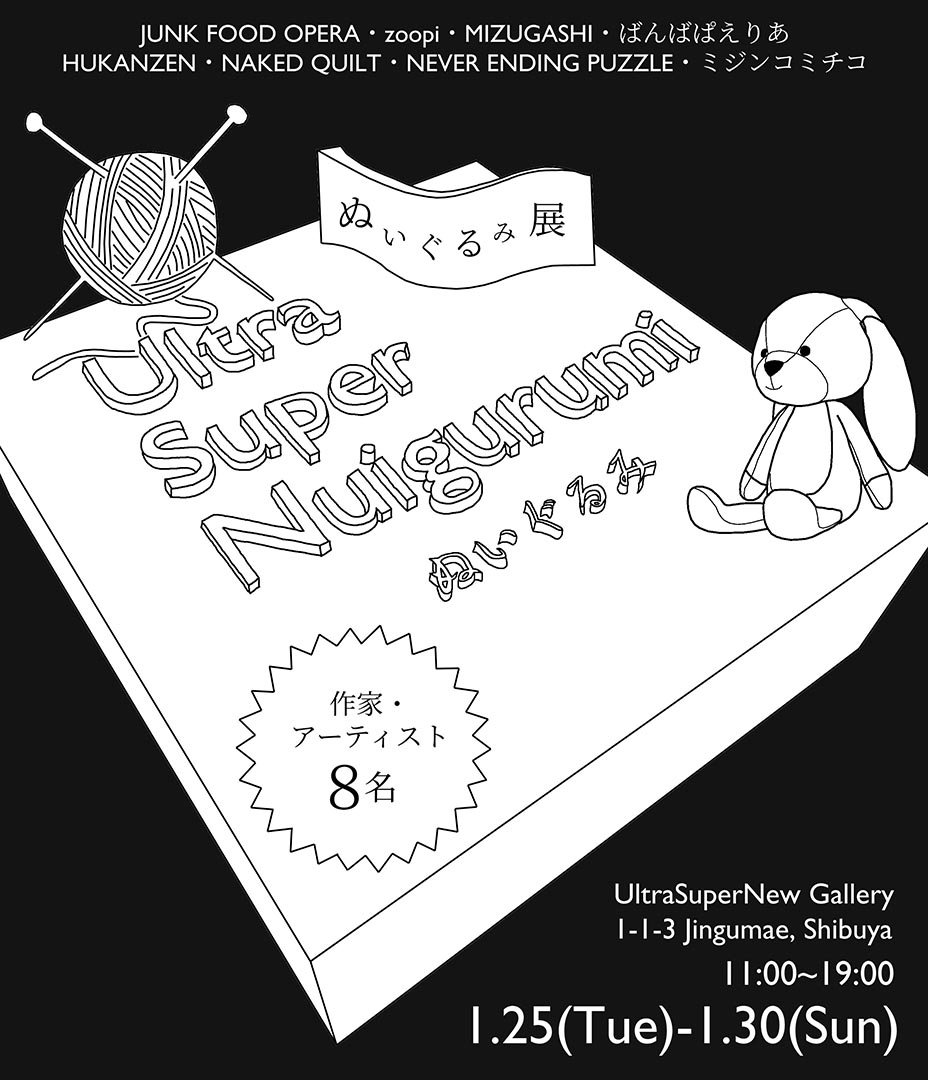 JUNK FOOD OPERA・zoopi・MIZUGASHI・ばんばぱえりあ
HUKANZEN・NAKED QUILT・NEVER ENDING PUZZLE・ミジンコミチコ
ぬいぐるみ展
Ultra
Super
Nuigurumi
ぬいぐるみ
作家・
アーティスト
8名
UltraSuperNew Gallery
1-1-3 Jingumae, Shibuya
11:00~19:00
1.25(Tue)-1.30(Sun)